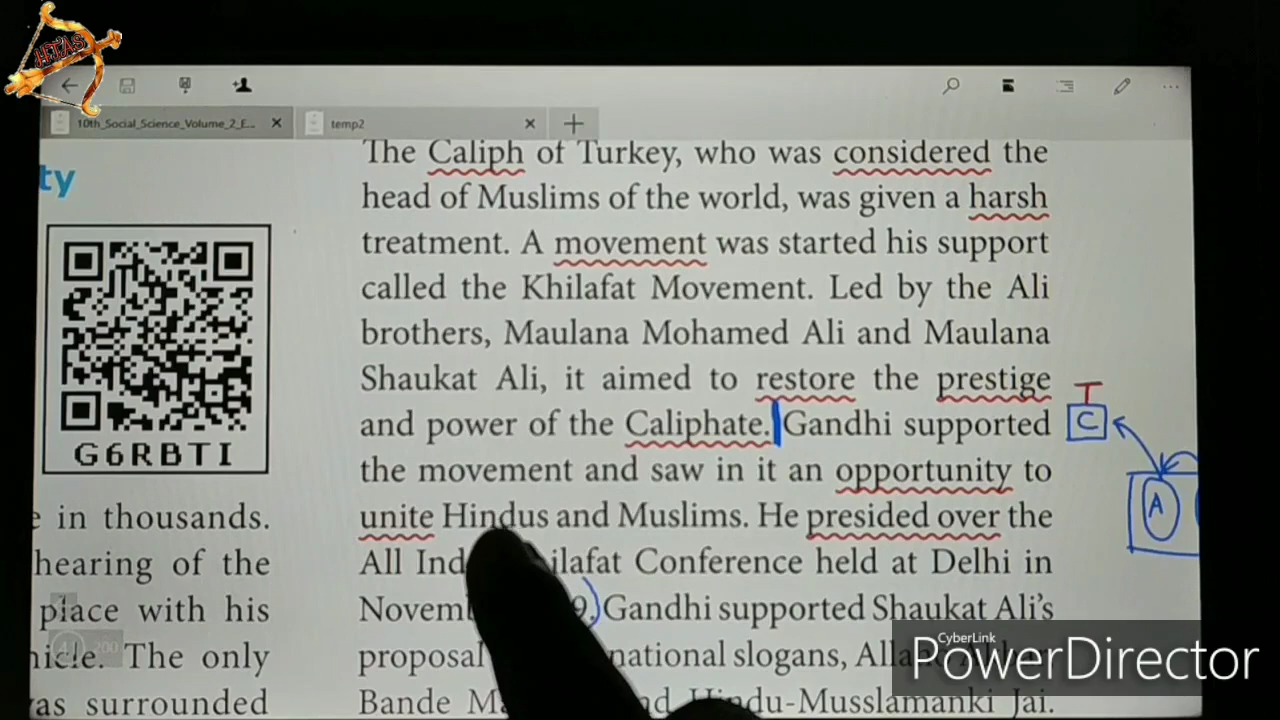 HTAS
10th_Social_Science_Volume_2_E...
temp2
ty
G6RBTI
e in thousands.
hearing of the
place with his
nicle. The only
was surrounded
The Caliph of Turkey, who was considered the
head of Muslims of the world, was given a harsh
treatment. A movement was started his support
called the Khilafat Movement. Led by the Ali
brothers, Maulana Mohamed Ali and Maulana
Shaukat Ali, it aimed to restore the prestige
and power of the Caliphate. Gandhi supported
the movement and saw in it an opportunity to
unite Hindus and Muslims. He presided over the
All Conference held at Delhi in
Gandhi supported Shaukat Ali's
proposal national slogans,
Bande Hindu-Musslamanki Jai.
T
C
A
CyberLink
PowerDirector